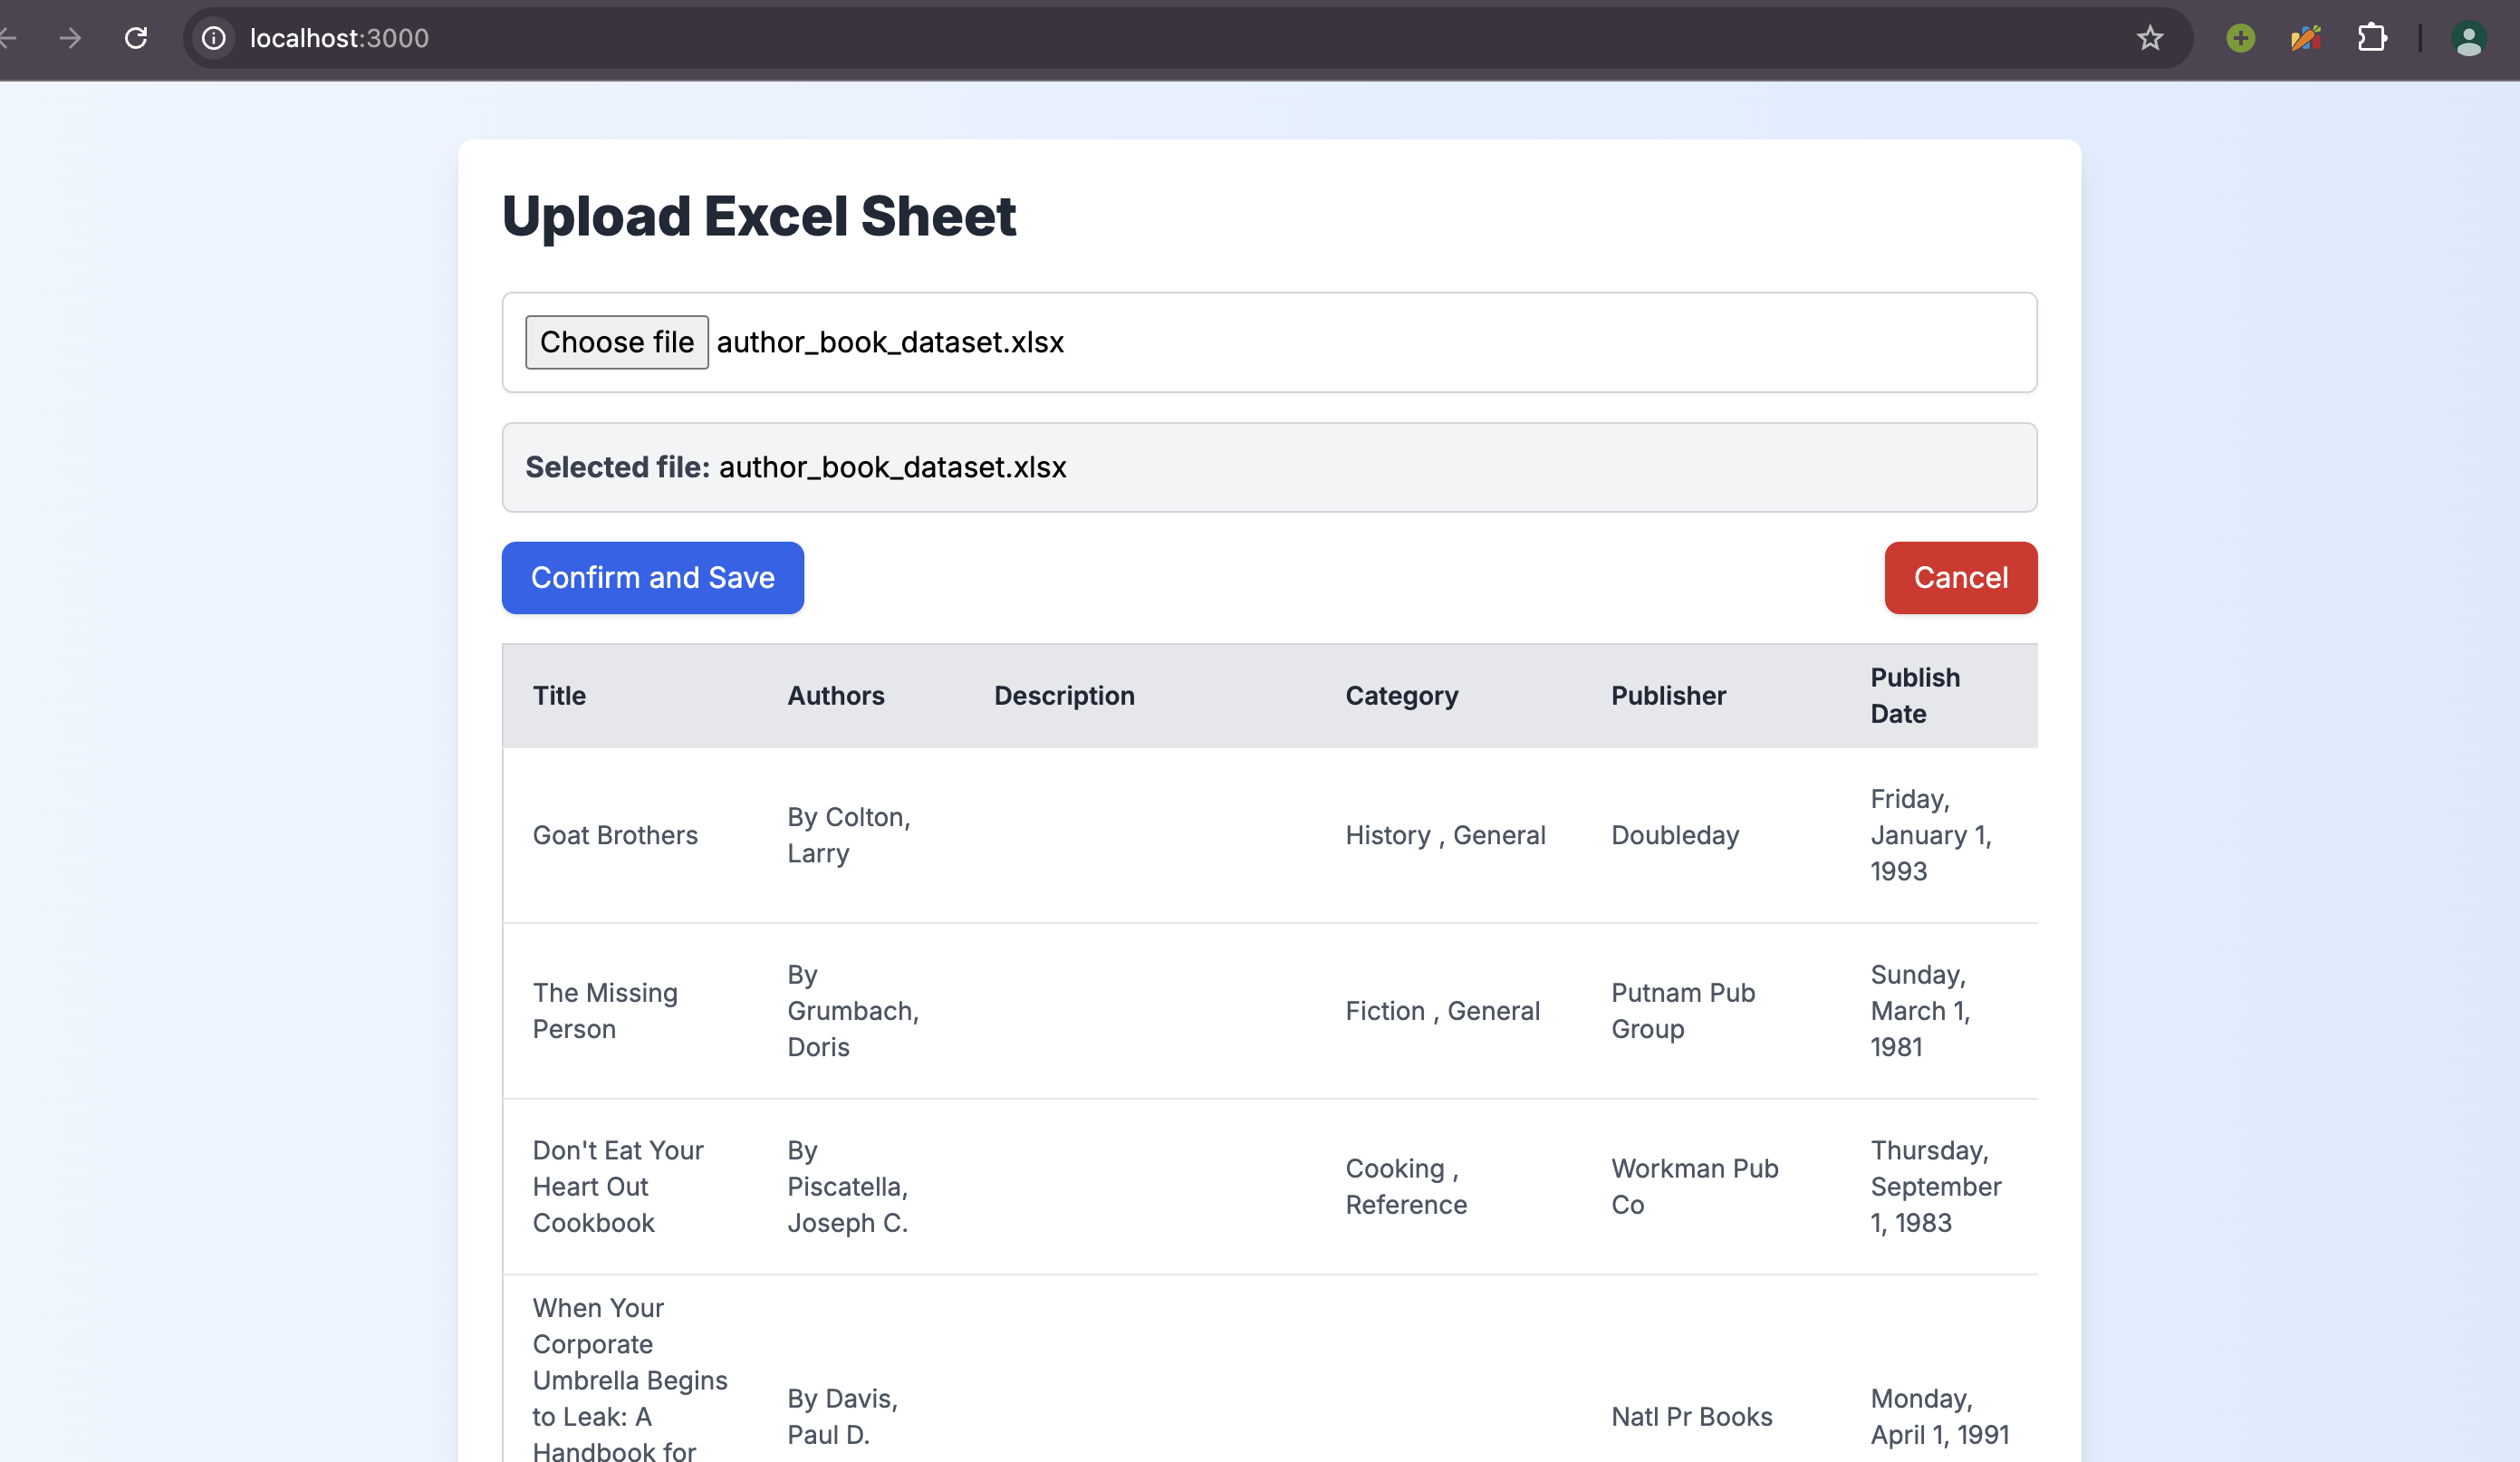 localhost:3000
Upload Excel Sheet
Choose file author_book_dataset.xlsx
Selected file: author_book_dataset.xlsx
Confirm and Save
Cancel
Title
Authors
Description
Category
Publisher
Publish
Date
Goat Brothers
By Colton,
Larry
History , General
Doubleday
Friday,
January 1,
1993
The Missing
Person
By
Grumbach,
Doris
Fiction , General
Putnam Pub
Group
Sunday,
March 1,
1981
Don't Eat Your
Heart Out
Cookbook
By
Piscatella,
Joseph C.
Cooking ,
Reference
Workman Pub
Co
Thursday,
September
1, 1983
When Your
Corporate
Umbrella Begins
to Leak: A
Handbook for
By Davis,
Paul D.
Natl Pr Books
Monday,
April 1, 1991